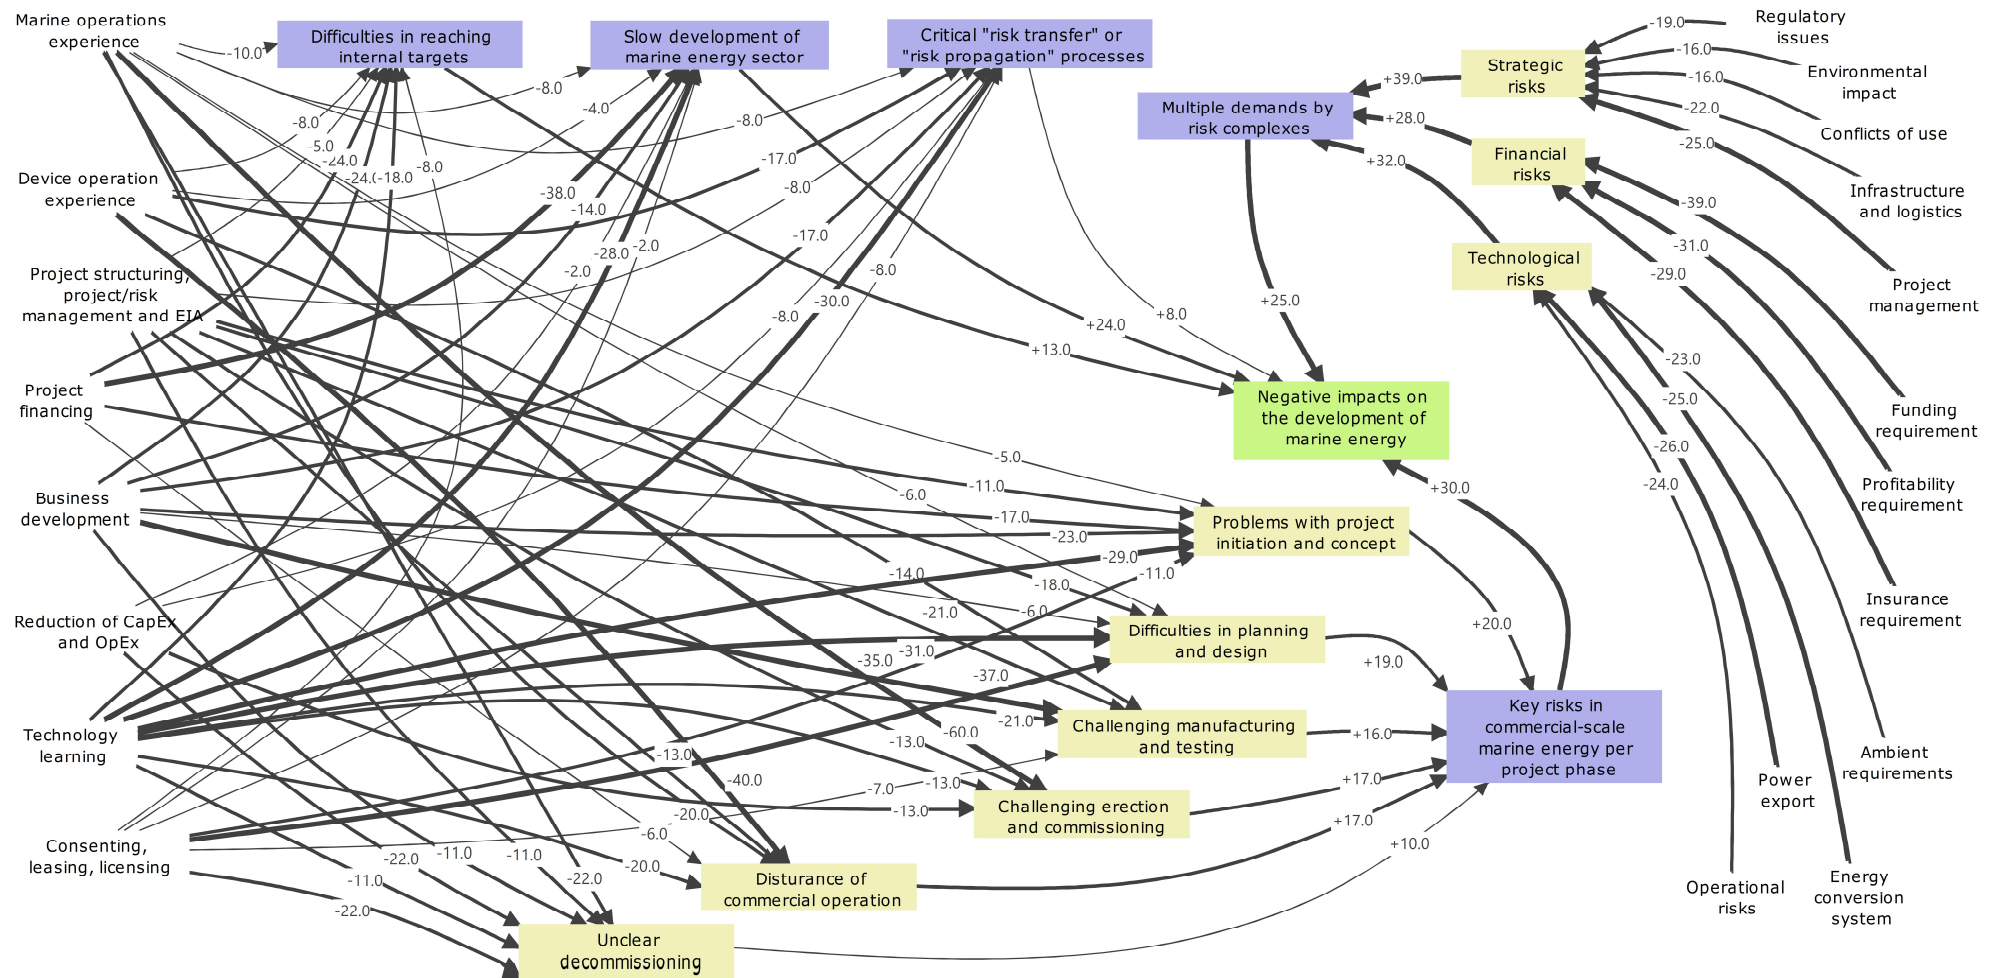 Marine operations
experience
Device operation
experience
Project structuring,
project/risk
management and EIA
Project
financing
Business
development
Reduction of CapEx
and OpEx
Technology
learning
Consenting,
leasing, licensing
Difficulties in reaching
internal targets
Slow development of
marine energy sector
Critical "risk transfer" or
"risk propagation" processes
Multiple demands by
risk complexes
Strategic
risks
Financial
risks
Technological
risks
Regulatory
issues
Environmental
impact
Conflicts of use
Infrastructure
and logistics
Project
management
Funding
requirement
Profitability
requirement
Insurance
requirement
Ambient
requirements
Power
export
Energy
conversion
system
Operational
risks
Negative impacts on
the development of
marine energy
Problems with project
initiation and concept
Difficulties in planning
and design
Challenging manufacturing
and testing
Challenging erection
and commissioning
Disturance of
commercial operation
Unclear
decommissioning
Key risks in
commercial-scale
marine energy per
project phase
-10.0
-8.0
-4.0
-8.0
-8.0
-5.0
-24.0
-24.0
-18.0
-8.0
-17.0
-8.0
-38.0
-14.0
-28.0
-2.0
-2.0
-17.0
-8.0
-30.0
-8.0
+39.0
+28.0
+32.0
-19.0
-16.0
-16.0
-22.0
-25.0
-39.0
-31.0
-29.0
-23.0
-25.0
-26.0
-24.0
+25.0
+8.0
+24.0
+13.0
+30.0
-5.0
-11.0
-6.0
-17.0
-23.0
-29.0
-11.0
-14.0
-18.0
-21.0
-6.0
-31.0
-35.0
-37.0
-21.0
-60.0
-13.0
-13.0
-40.0
-7.0
-13.0
-13.0
-20.0
-6.0
-20.0
-22.0
-11.0
-11.0
-22.0
-11.0
-22.0
+20.0
+19.0
+16.0
+17.0
+17.0
+10.0